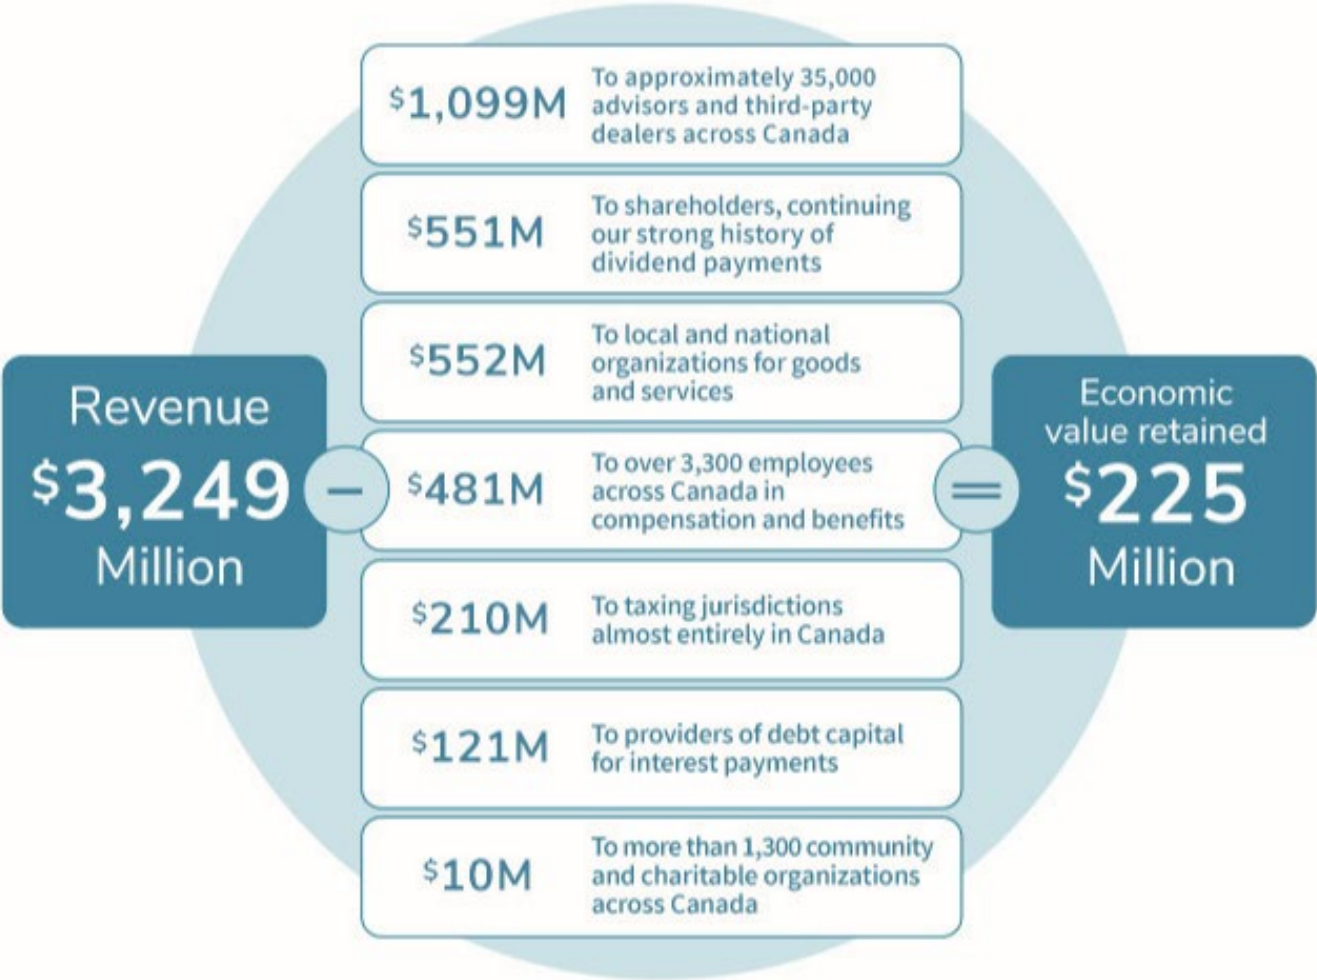 $1,099M
To approximately 35,000
advisors and third-party
dealers across Canada
$551M
To shareholders, continuing
our strong history of
dividend payments
$552M
To local and national
organizations for goods
and services
Revenue
$3,249
Million
−
$481M
To over 3,300 employees
across Canada in
compensation and benefits
=
Economic
value retained
$225
Million
$210M
To taxing jurisdictions
almost entirely in Canada
$121M
To providers of debt capital
for interest payments
$10M
To more than 1,300 community
and charitable organizations
across Canada